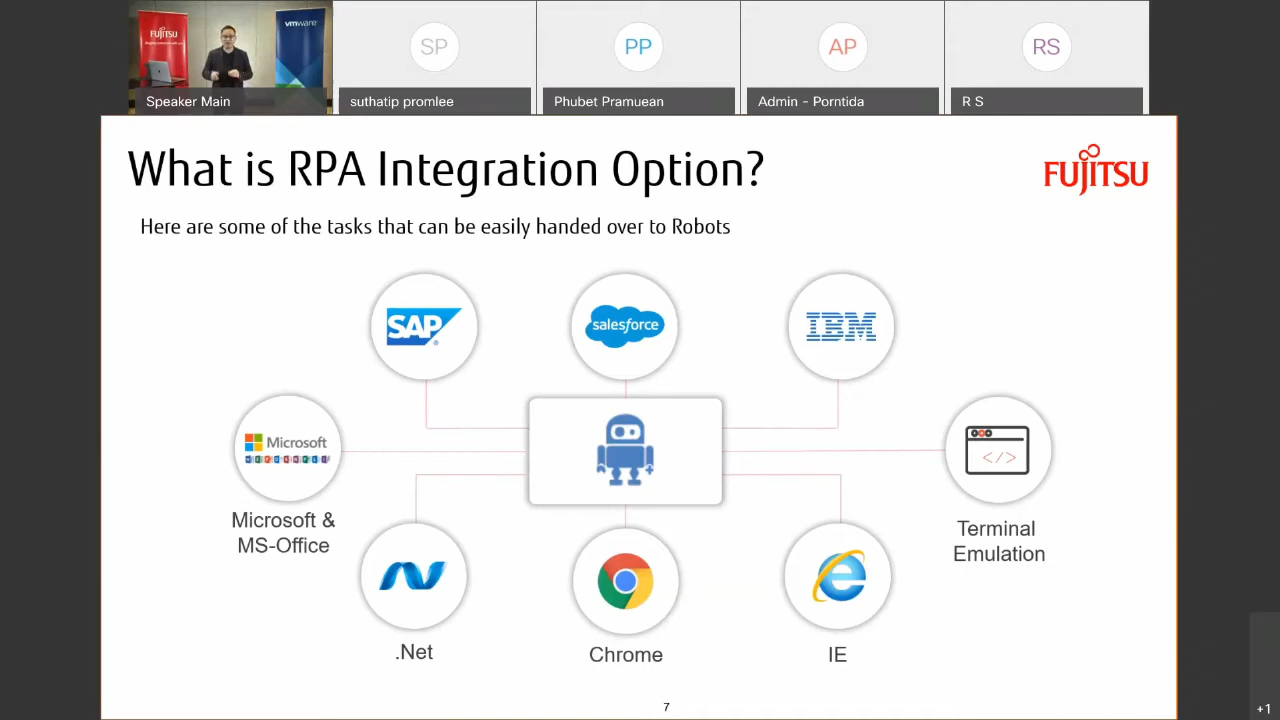 FUJITSU
vmware
SP
PP
AP
RS
Speaker Main
suthatip promlee
Phubet Pramuean
Admin - Porntida
R S
What is RPA Integration Option?
FUJITSU
Here are some of the tasks that can be easily handed over to Robots
SAP
salesforce
IBM
Microsoft
</>
Microsoft &
MS-Office
Terminal
Emulation
.Net
Chrome
IE
7
+1